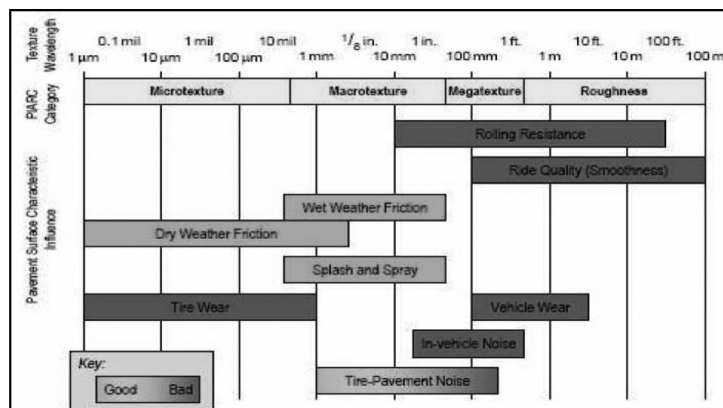 Texture Wavelength
0.1 mil 1 mil 10 mil 1/8 in. 1 in. 1 ft. 10 ft. 100 ft.
1 µm 10 µm 100 µm 1 mm 10 mm 100 mm 1 m 10 m 100 m
PIARC Category
Microtexture Macrotexture Megatexture Roughness
Pavement Surface Characteristic Influence
Rolling Resistance
Ride Quality (Smoothness)
Wet Weather Friction
Dry Weather Friction
Splash and Spray
Tire Wear Vehicle Wear
In-vehicle Noise
Key:
Good Bad
Tire-Pavement Noise